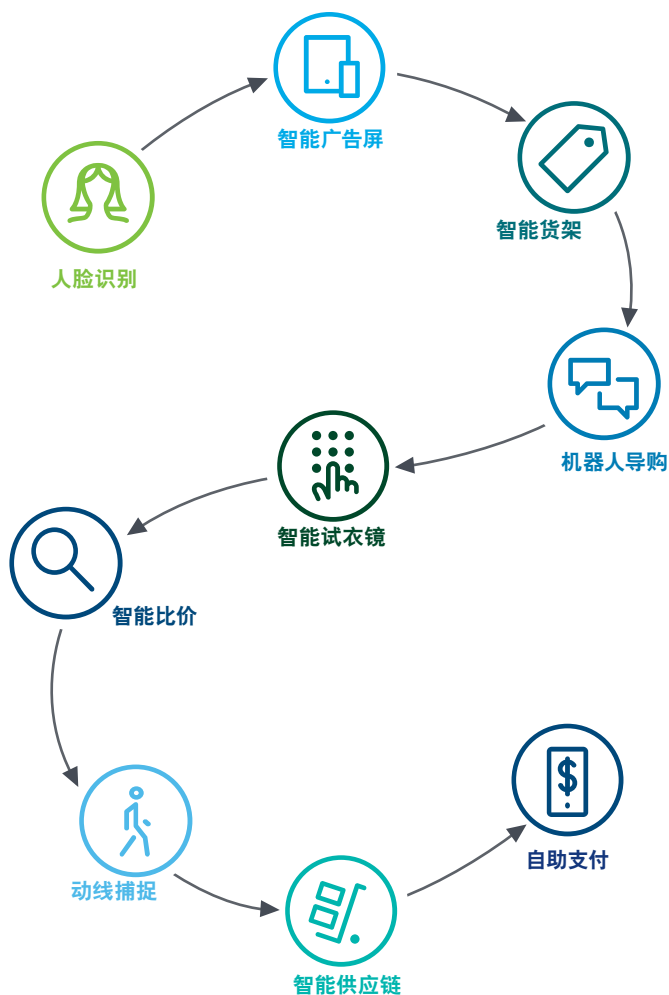 人脸识别
智能广告屏
智能货架
机器人导购
智能试衣镜
智能比价
动线捕捉
智能供应链
$
自助支付